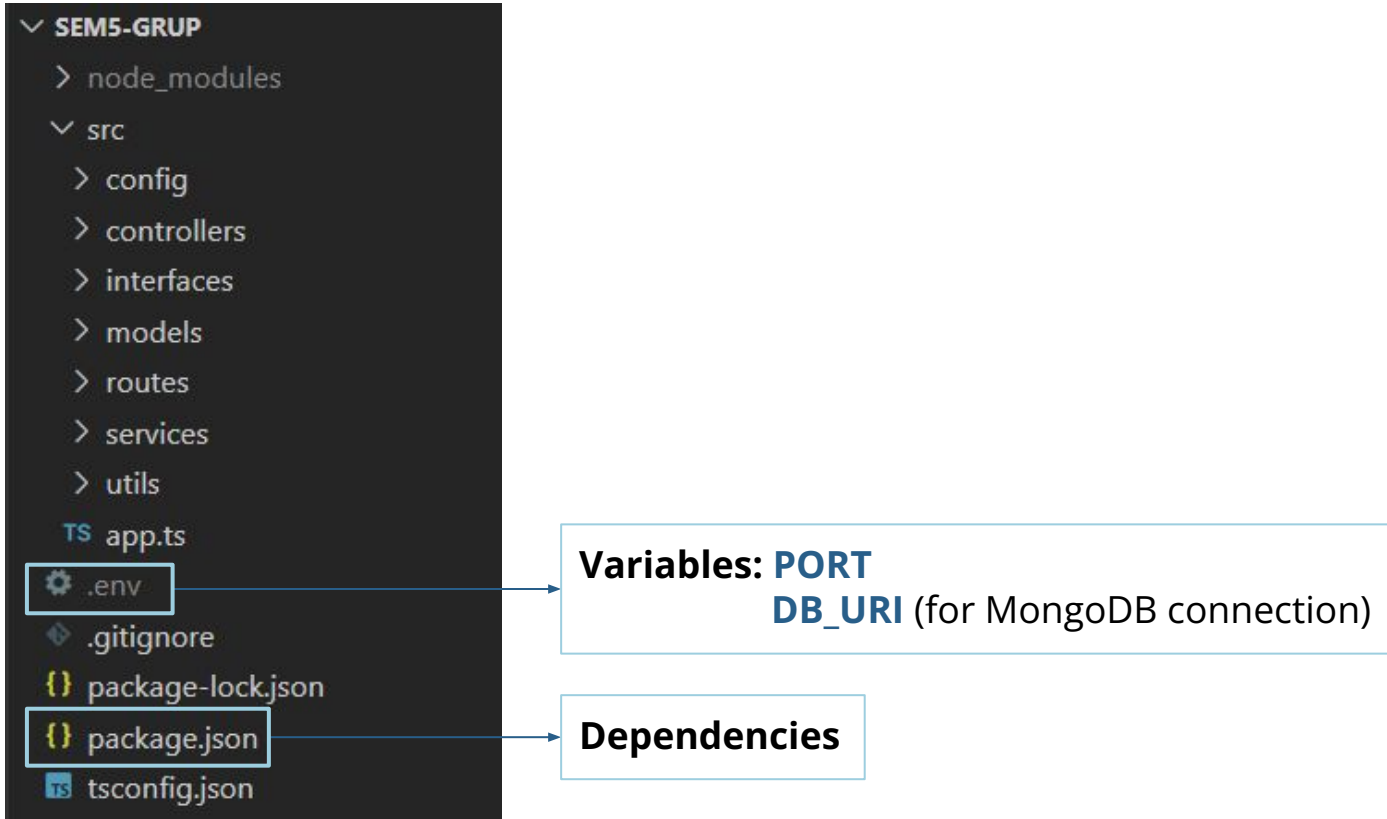 SEM5-GRUP
node_modules
src
config
controllers
interfaces
models
routes
services
utils
TS app.ts
.env
.gitignore
{} package-lock.json
{} package.json
TS tsconfig.json
Variables: PORT
DB_URI (for MongoDB connection)
Dependencies